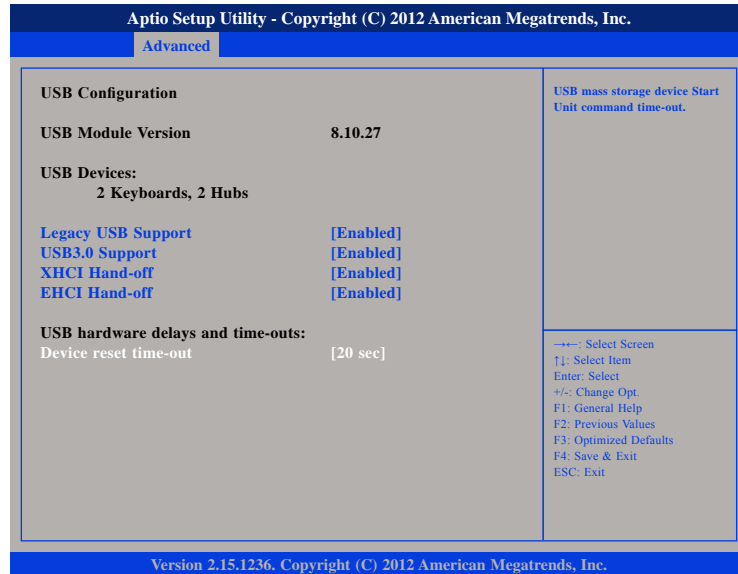 Aptio Setup Utility - Copyright (C) 2012 American Megatrends, Inc.
Advanced
USB Configuration
USB Module Version 8.10.27
USB Devices:
2 Keyboards, 2 Hubs
Legacy USB Support [Enabled]
USB3.0 Support [Enabled]
XHCI Hand-off [Enabled]
EHCI Hand-off [Enabled]
USB hardware delays and time-outs:
Device reset time-out [20 sec]
USB mass storage device Start
Unit command time-out.
→←: Select Screen
↑↓: Select Item
Enter: Select
+/-: Change Opt.
F1: General Help
F2: Previous Values
F3: Optimized Defaults
F4: Save & Exit
ESC: Exit
Version 2.15.1236. Copyright (C) 2012 American Megatrends, Inc.